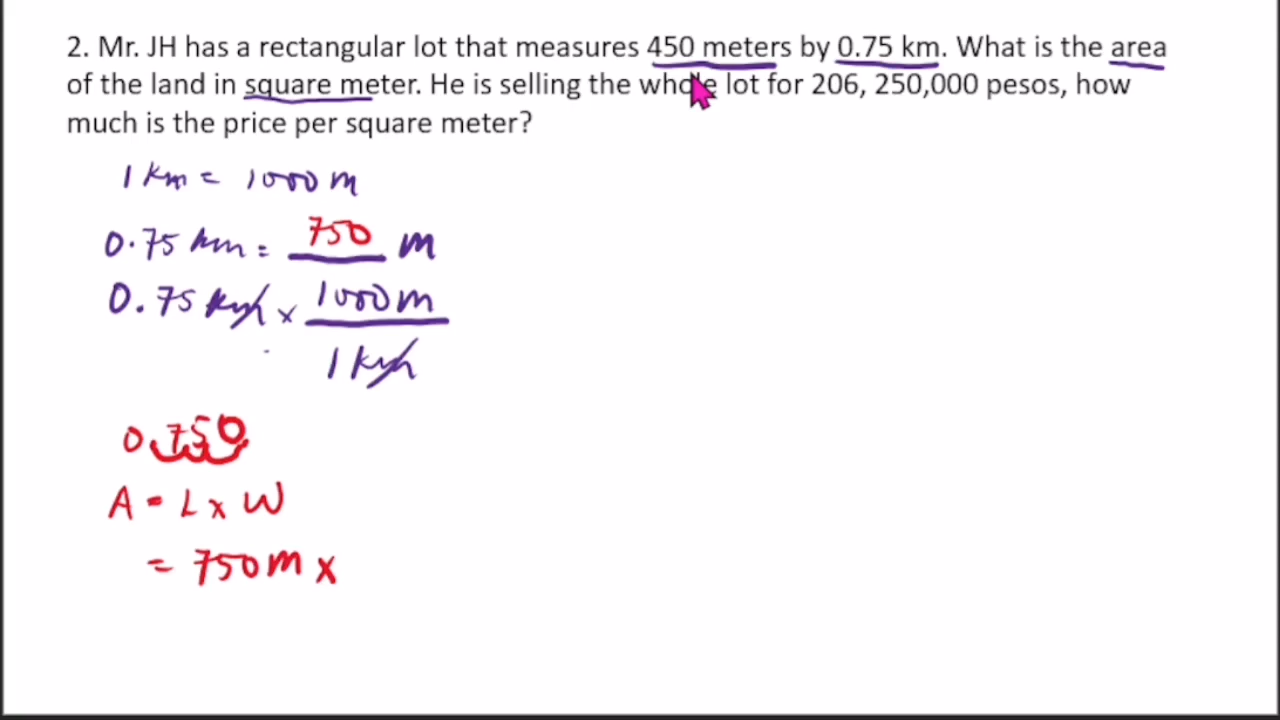 2. Mr. JH has a rectangular lot that measures 450 meters by 0.75 km. What is the area
of the land in square meter. He is selling the whole lot for 206, 250,000 pesos, how
much is the price per square meter?
1 km = 1000 m
0.75 km = 750 m
0.75 km x 1000 m
1 km
0.750
A = L x W
= 750 m x